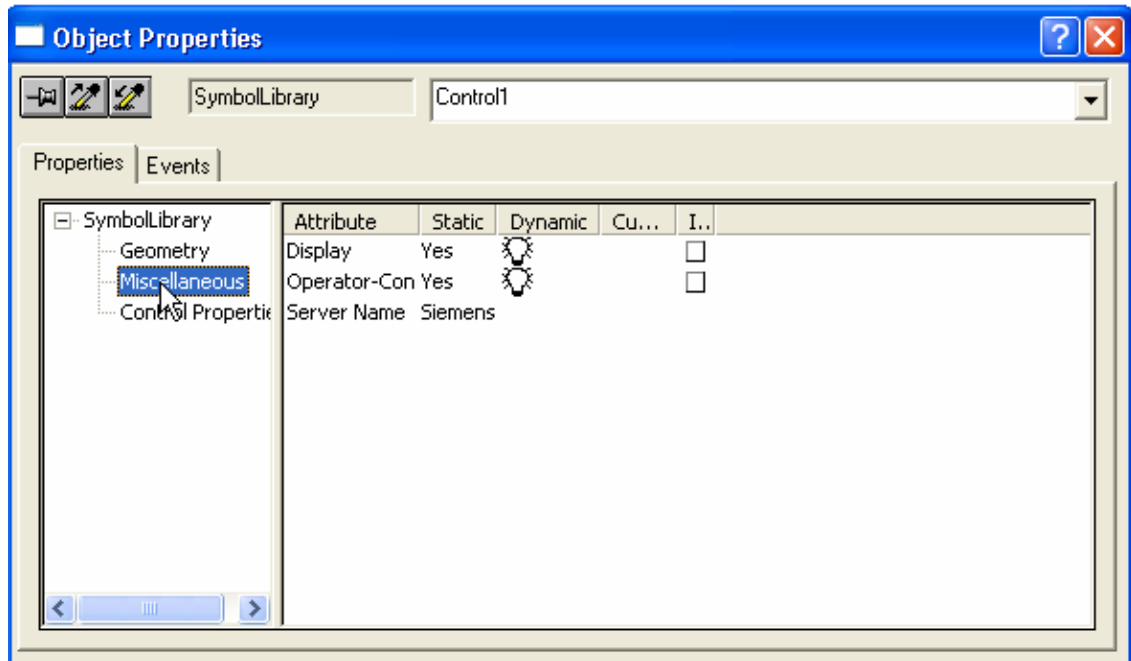 Object Properties
SymbolLibrary Control1
Properties Events
SymbolLibrary
Geometry
Miscellaneous
Control Propertie
Attribute Static Dynamic Cu... I..
Display Yes
Operator-Con Yes
Server Name Siemens